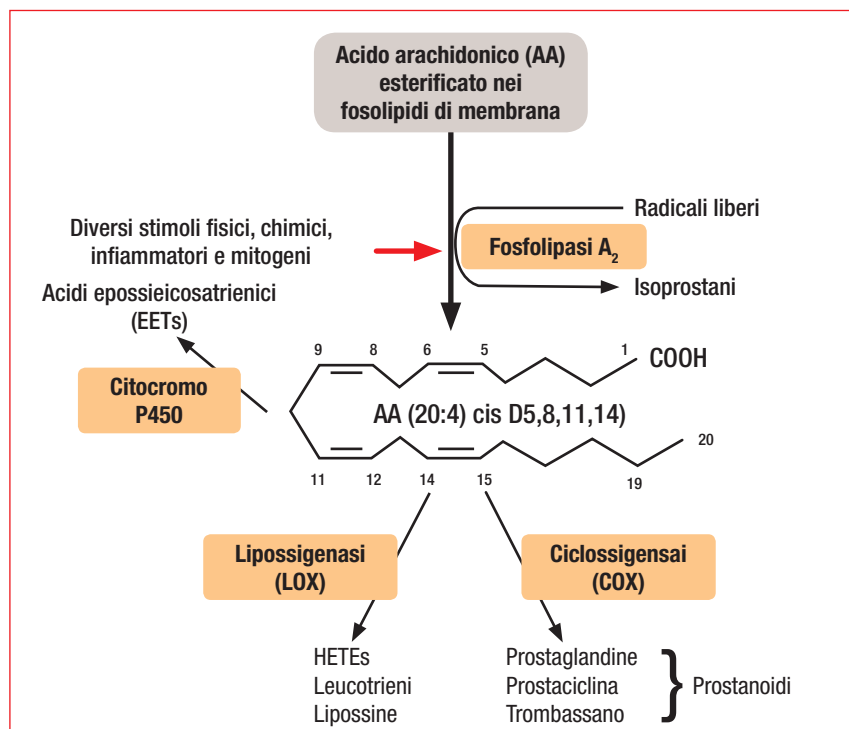 Acido arachidonico (AA)
esterificato nei
fosolipidi di membrana
Radicali liberi
Diversi stimoli fisici, chimici,
infiammatori e mitogeni
Fosfolipasi A₂
Isoprostani
Acidi epossieicosatrienici
(EETs)
Citocromo
P450
9
8
6
5
1
COOH
AA (20:4) cis D5,8,11,14)
20
11
12
14
15
19
Lipossigenasi
(LOX)
Ciclossigensai
(COX)
HETEs
Leucotrieni
Lipossine
Prostaglandine
Prostaciclina
Trombassano
} Prostanoidi